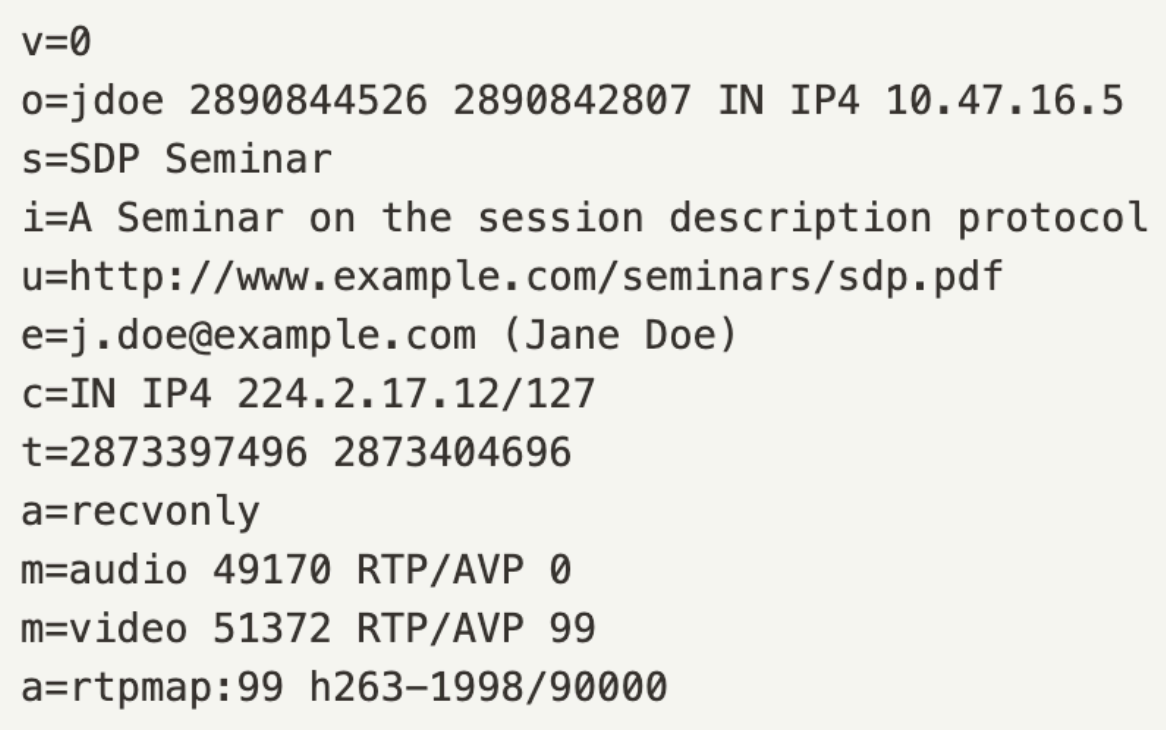 v=0
o=jdoe 2890844526 2890842807 IN IP4 10.47.16.5
s=SDP Seminar
i=A Seminar on the session description protocol
u=http://www.example.com/seminars/sdp.pdf
e=j.doe@example.com (Jane Doe)
c=IN IP4 224.2.17.12/127
t=2873397496 2873404696
a=recvonly
m=audio 49170 RTP/AVP 0
m=video 51372 RTP/AVP 99
a=rtpmap:99 h263-1998/90000